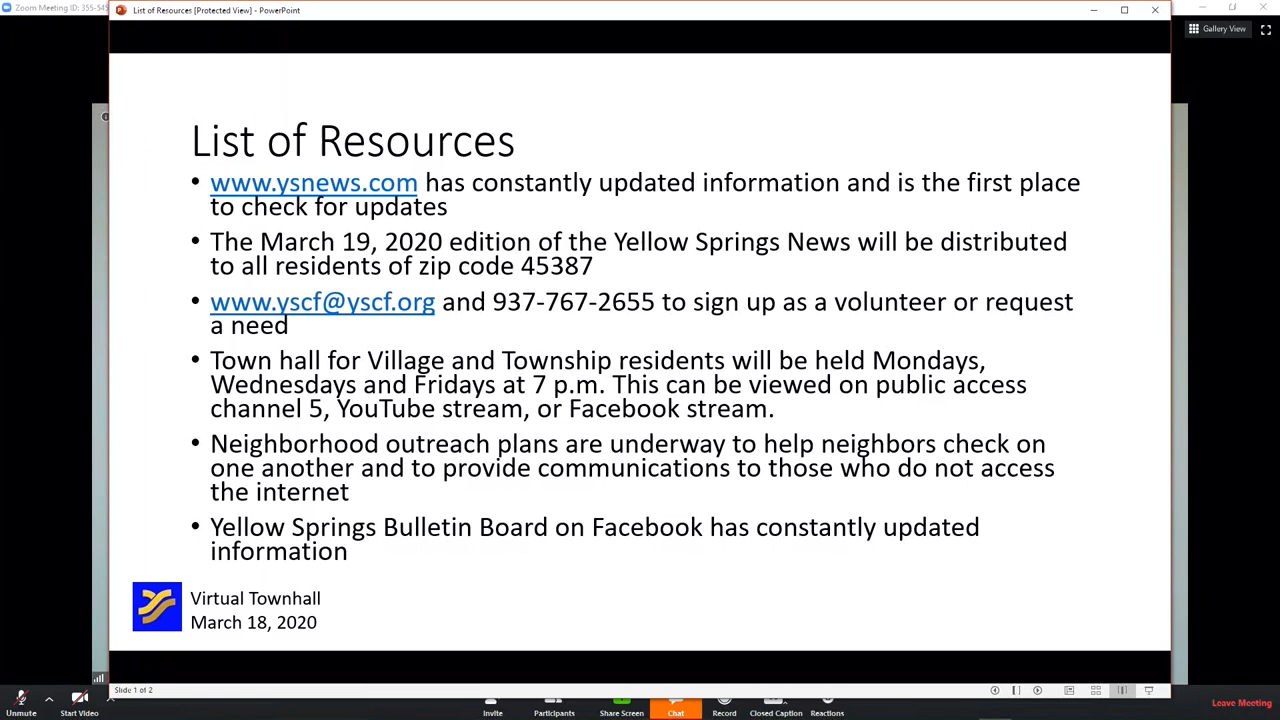 Zoom Meeting ID: 355-545
List of Resources [Protected View] - PowerPoint
Gallery View
List of Resources
• www.ysnews.com has constantly updated information and is the first place
to check for updates
• The March 19, 2020 edition of the Yellow Springs News will be distributed
to all residents of zip code 45387
• www.yscf@yscf.org and 937-767-2655 to sign up as a volunteer or request
a need
• Town hall for Village and Township residents will be held Mondays,
Wednesdays and Fridays at 7 p.m. This can be viewed on public access
channel 5, YouTube stream, or Facebook stream.
• Neighborhood outreach plans are underway to help neighbors check on
one another and to provide communications to those who do not access
the internet
• Yellow Springs Bulletin Board on Facebook has constantly updated
information
Virtual Townhall
March 18, 2020
Slide 1 of 2
Unmute Start Video Invite Participants Share Screen Chat Record Closed Caption Reactions Leave Meeting